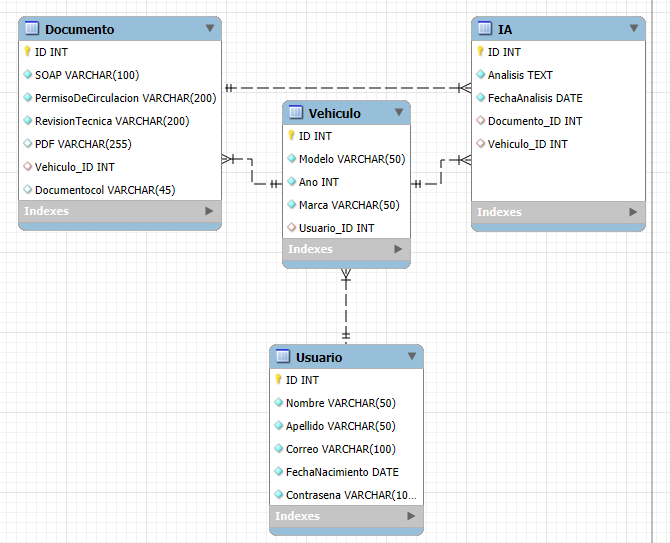 Documento
ID INT
SOAP VARCHAR(100)
PermisoDeCirculacion VARCHAR(200)
RevisionTecnica VARCHAR(200)
PDF VARCHAR(255)
Vehiculo_ID INT
Documentocol VARCHAR(45)
Indexes
Vehiculo
ID INT
Modelo VARCHAR(50)
Ano INT
Marca VARCHAR(50)
Usuario_ID INT
Indexes
IA
ID INT
Analisis TEXT
FechaAnalisis DATE
Documento_ID INT
Vehiculo_ID INT
Indexes
Usuario
ID INT
Nombre VARCHAR(50)
Apellido VARCHAR(50)
Correo VARCHAR(100)
FechaNacimiento DATE
Contrasena VARCHAR(10...
Indexes